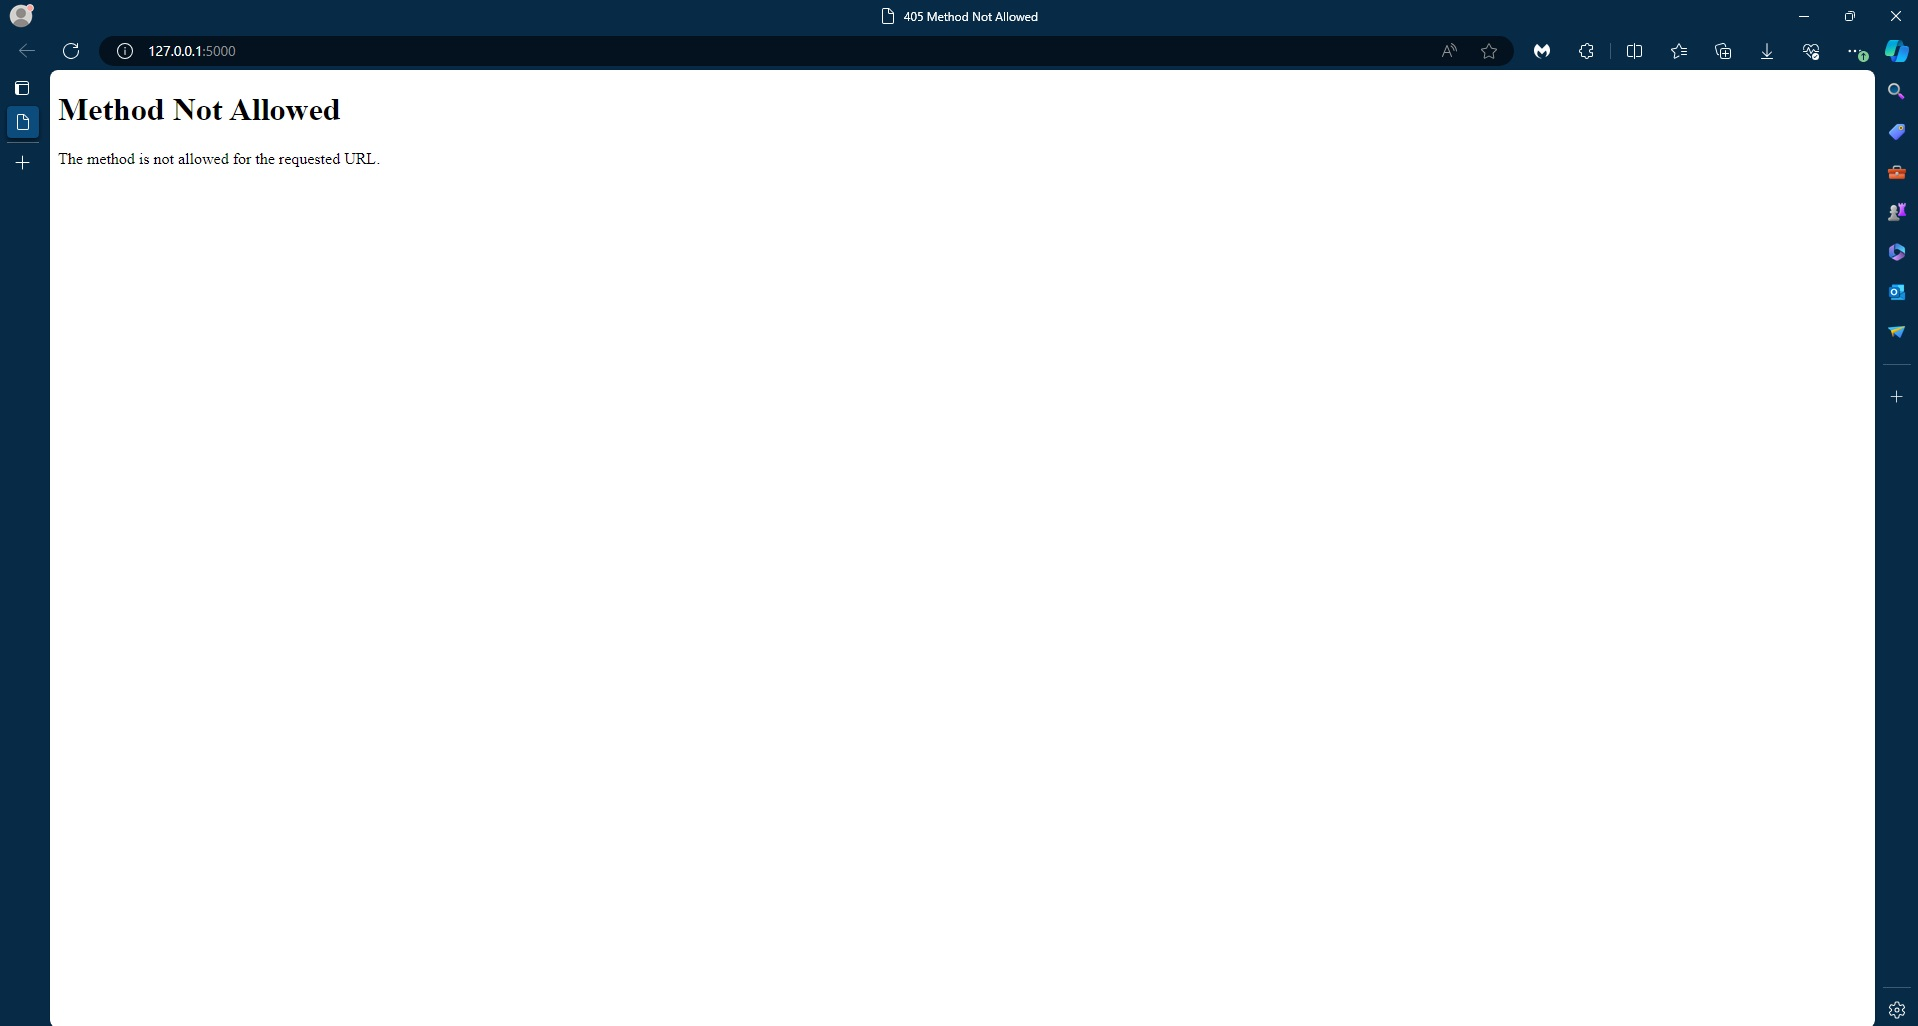 405 Method Not Allowed
127.0.0.1:5000
Method Not Allowed
The method is not allowed for the requested URL.